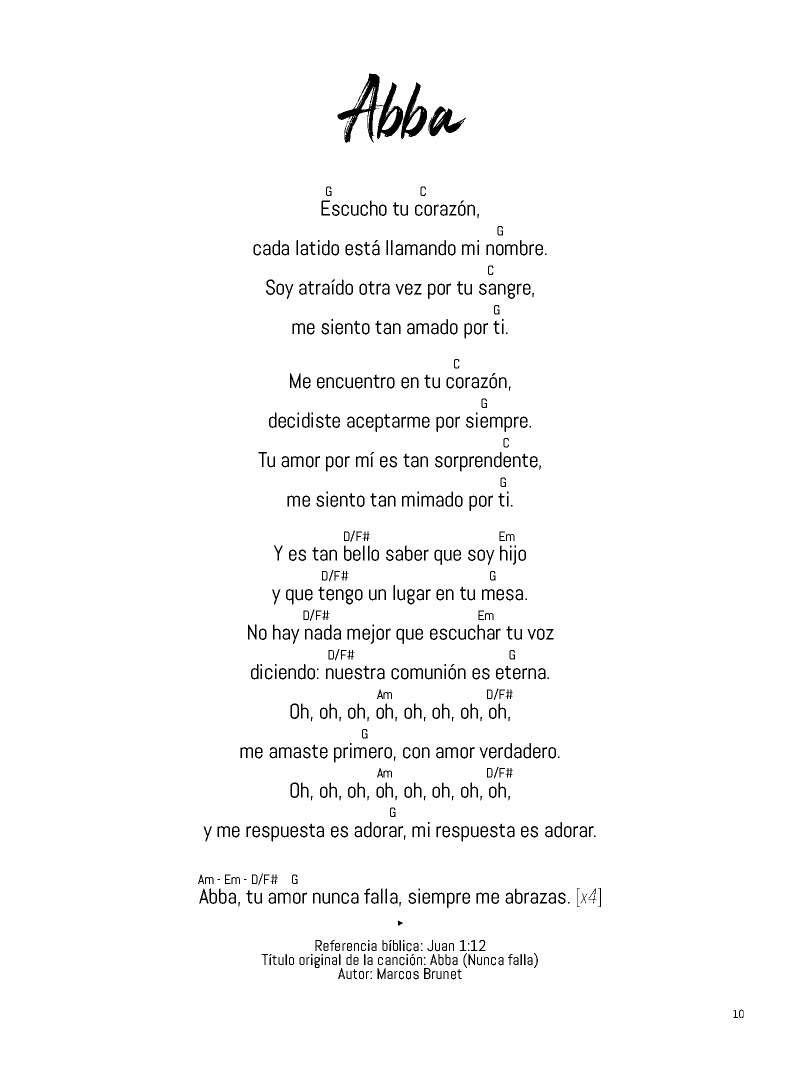 Abba
G C
Escucho tu corazón,
G
cada latido está llamando mi nombre.
C
Soy atraído otra vez por tu sangre,
G
me siento tan amado por ti.
C
Me encuentro en tu corazón,
G
decidiste aceptarme por siempre.
C
Tu amor por mí es tan sorprendente,
G
me siento tan mimado por ti.
D/F# Em
Y es tan bello saber que soy hijo
D/F# G
y que tengo un lugar en tu mesa.
D/F# Em
No hay nada mejor que escuchar tu voz
D/F# G
diciendo: nuestra comunión es eterna.
Am D/F#
Oh, oh, oh, oh, oh, oh, oh, oh,
G
me amaste primero, con amor verdadero.
Am D/F#
Oh, oh, oh, oh, oh, oh, oh, oh,
G
y me respuesta es adorar, mi respuesta es adorar.
Am - Em - D/F# G
Abba, tu amor nunca falla, siempre me abrazas. [x4]
Referencia bíblica: Juan 1:12
Título original de la canción: Abba (Nunca falla)
Autor: Marcos Brunet
10